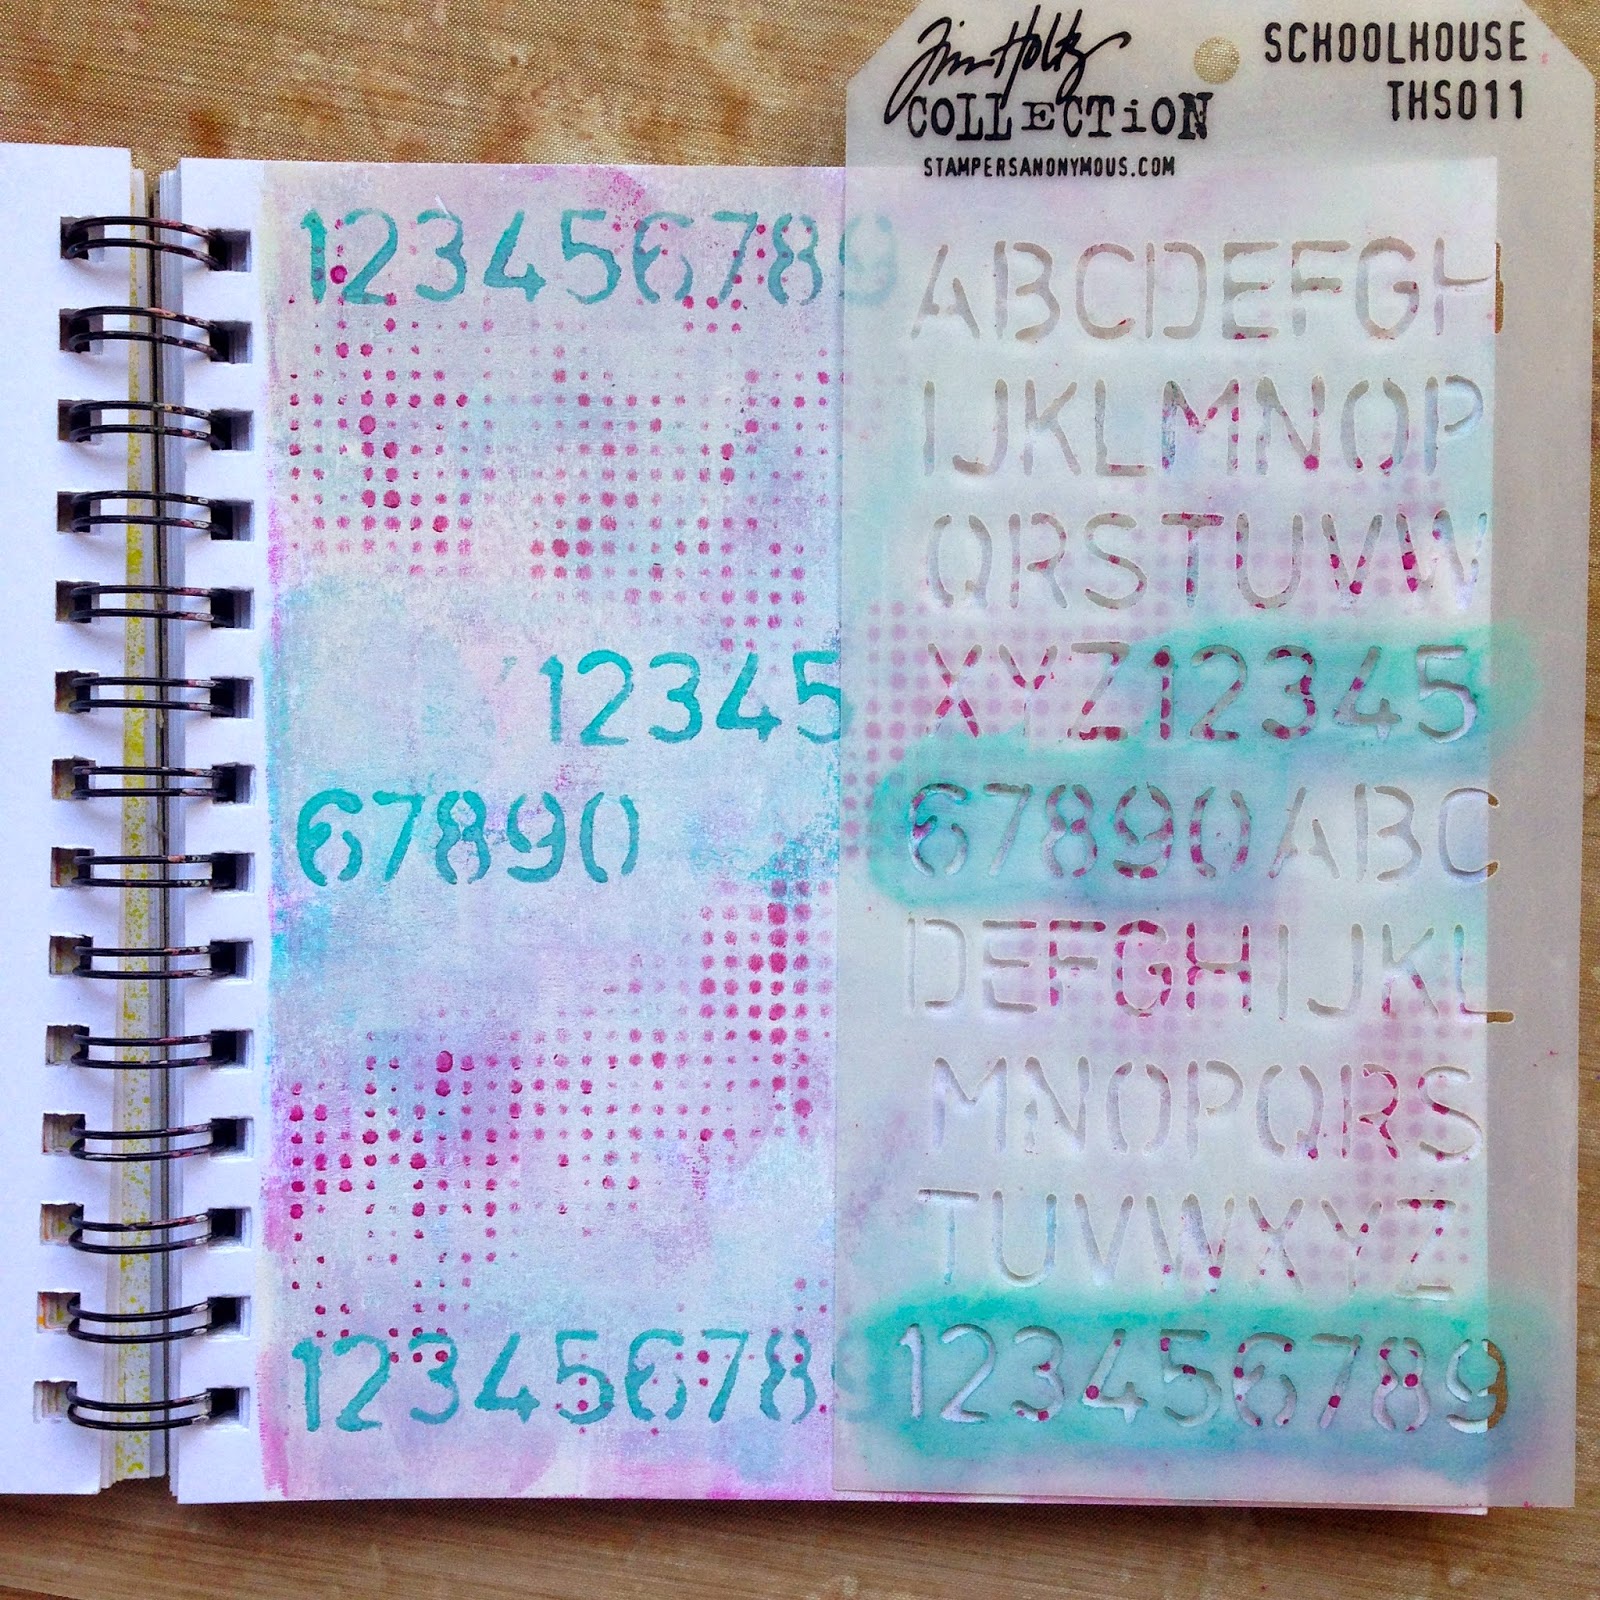 Tim Holtz
COLLECTiON
STAMPERSANONYMOUS.COM
SCHOOLHOUSE
THS011
123456789
12345
67890
12345678
ABCDEFGH
IJKLMNOP
QRSTUVW
XYZ12345
67890ABC
DEFGHIJKL
MNOPQRS
TUVWXYZ
123456789